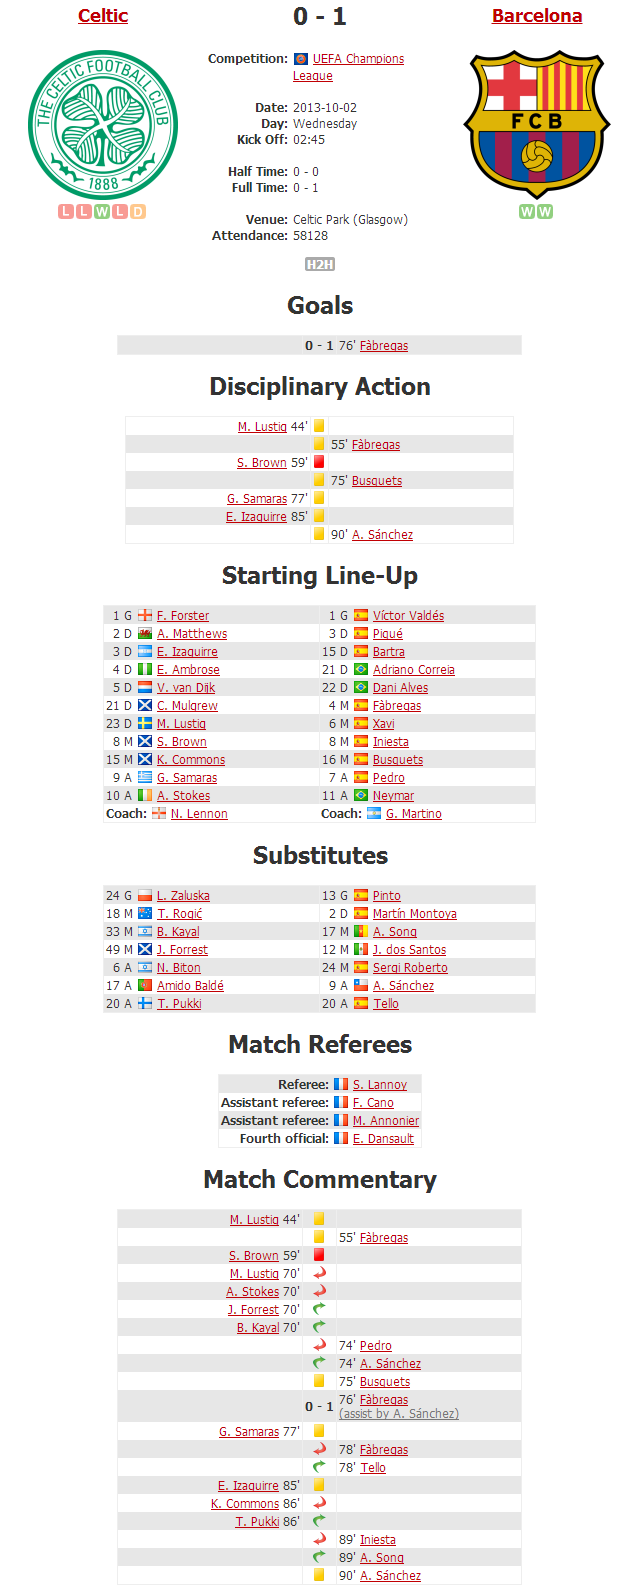 Celtic
0 - 1
Barcelona
THE CELTIC FOOTBALL CLUB
1888
F C B
Competition: UEFA Champions
League
Date: 2013-10-02
Day: Wednesday
Kick Off: 02:45
Half Time: 0 - 0
Full Time: 0 - 1
Venue: Celtic Park (Glasgow)
Attendance: 58128
L L W L D
W W
H2H
Goals
0 - 1 76' Fàbregas
Disciplinary Action
M. Lustig 44'
55' Fàbregas
S. Brown 59'
75' Busquets
G. Samaras 77'
E. Izaguirre 85'
90' A. Sánchez
Starting Line-Up
1 G F. Forster 1 G Víctor Valdés
2 D A. Matthews 3 D Piqué
3 D E. Izaguirre 15 D Bartra
4 D E. Ambrose 21 D Adriano Correia
5 D V. van Dijk 22 D Dani Alves
21 D C. Mulgrew 4 M Fàbregas
23 D M. Lustig 6 M Xavi
8 M S. Brown 8 M Iniesta
15 M K. Commons 16 M Busquets
9 A G. Samaras 7 A Pedro
10 A A. Stokes 11 A Neymar
Coach: N. Lennon Coach: G. Martino
Substitutes
24 G L. Zaluska 13 G Pinto
18 M T. Rogić 2 D Martín Montoya
33 M B. Kayal 17 M A. Song
49 M J. Forrest 12 M J. dos Santos
6 A N. Biton 24 M Sergi Roberto
17 A Amido Baldé 9 A A. Sánchez
20 A T. Pukki 20 A Tello
Match Referees
Referee: S. Lannoy
Assistant referee: F. Cano
Assistant referee: M. Annonier
Fourth official: E. Dansault
Match Commentary
M. Lustig 44'
55' Fàbregas
S. Brown 59'
M. Lustig 70'
A. Stokes 70'
J. Forrest 70'
B. Kayal 70'
74' Pedro
74' A. Sánchez
75' Busquets
0 - 1 76' Fàbregas
(assist by A. Sánchez)
G. Samaras 77'
78' Fàbregas
78' Tello
E. Izaguirre 85'
K. Commons 86'
T. Pukki 86'
89' Iniesta
89' A. Song
90' A. Sánchez